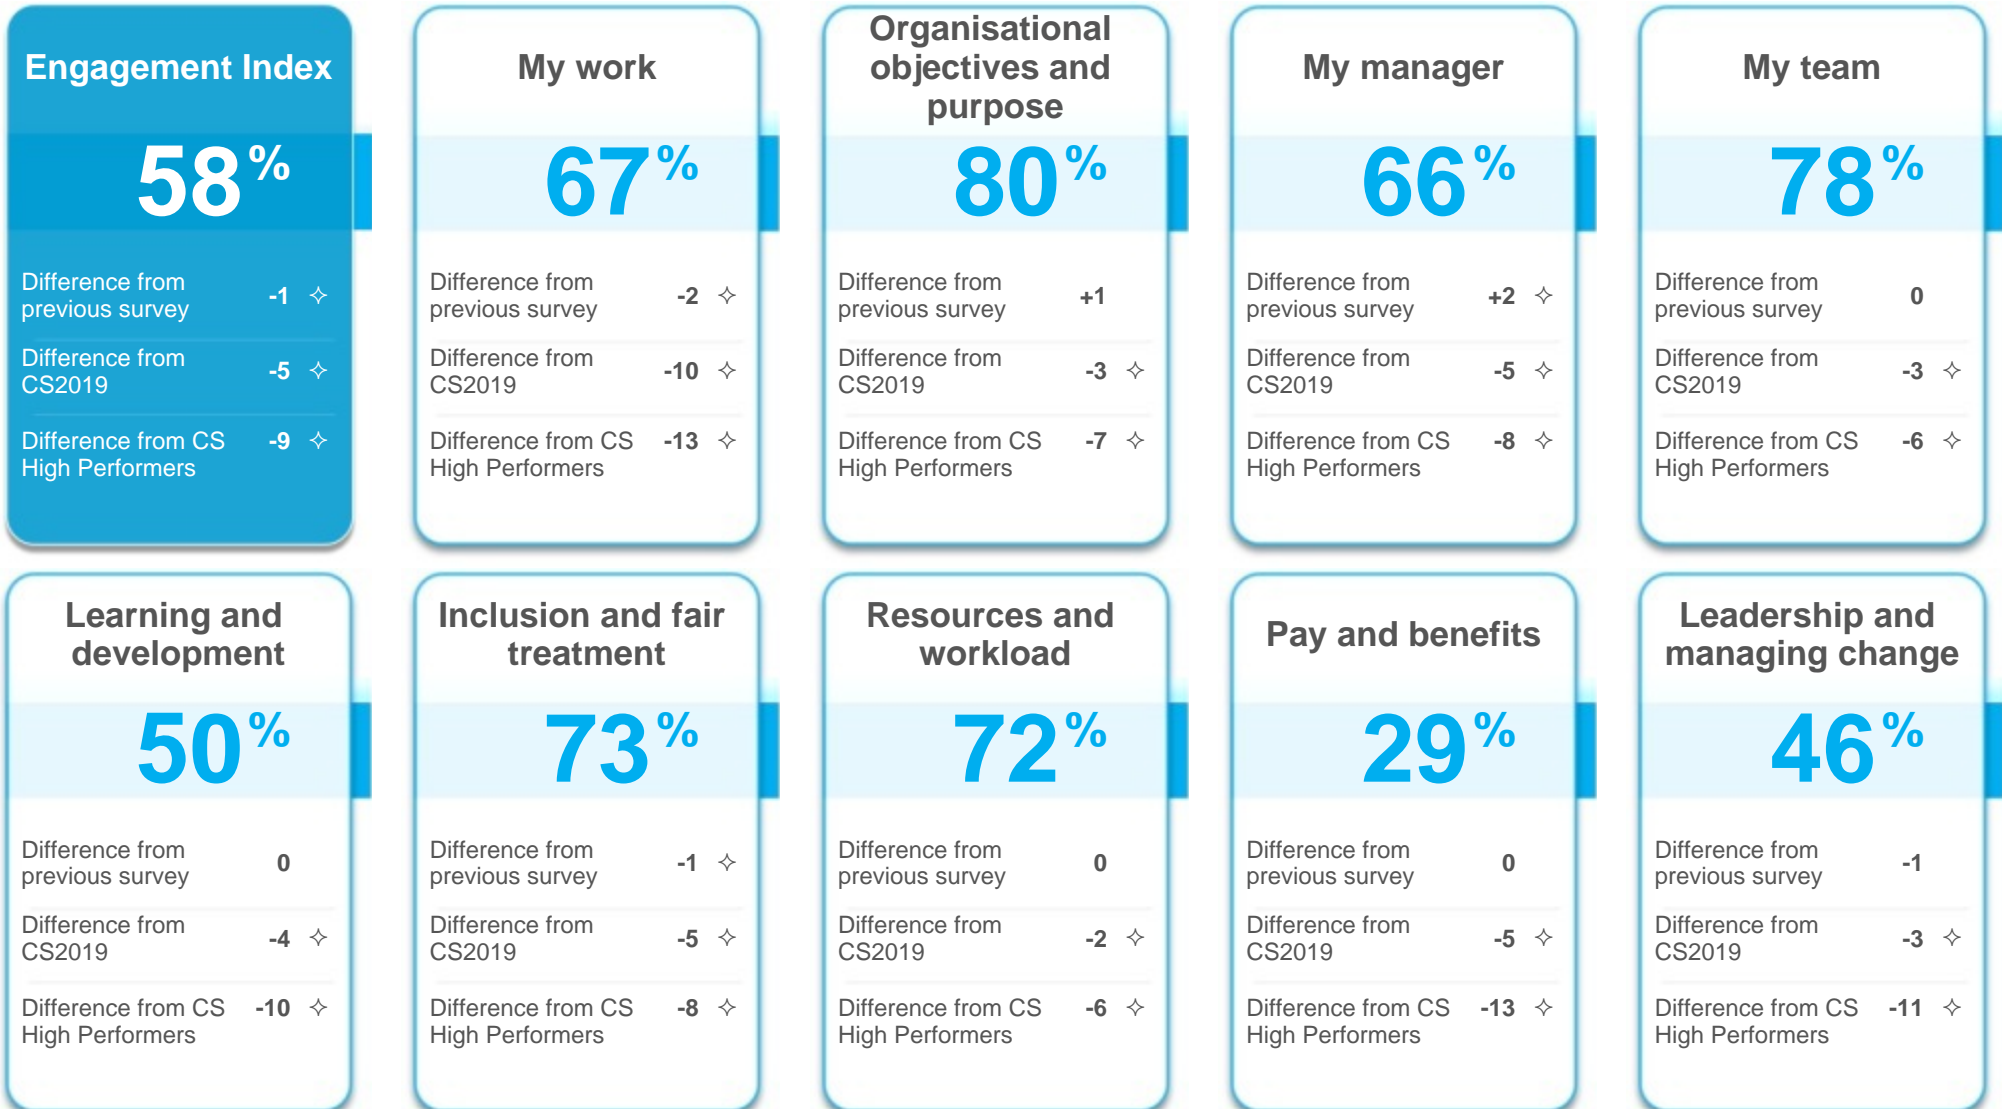 Engagement Index
58%
Difference from
previous survey
-1 ✧
Difference from
CS2019
-5 ✧
Difference from CS
High Performers
-9 ✧
My work
67%
Difference from
previous survey
-2 ✧
Difference from
CS2019
-10 ✧
Difference from CS
High Performers
-13 ✧
Organisational
objectives and
purpose
80%
Difference from
previous survey
+1
Difference from
CS2019
-3 ✧
Difference from CS
High Performers
-7 ✧
My manager
66%
Difference from
previous survey
+2 ✧
Difference from
CS2019
-5 ✧
Difference from CS
High Performers
-8 ✧
My team
78%
Difference from
previous survey
0
Difference from
CS2019
-3 ✧
Difference from CS
High Performers
-6 ✧
Learning and
development
50%
Difference from
previous survey
0
Difference from
CS2019
-4 ✧
Difference from CS
High Performers
-10 ✧
Inclusion and fair
treatment
73%
Difference from
previous survey
-1 ✧
Difference from
CS2019
-5 ✧
Difference from CS
High Performers
-8 ✧
Resources and
workload
72%
Difference from
previous survey
0
Difference from
CS2019
-2 ✧
Difference from CS
High Performers
-6 ✧
Pay and benefits
29%
Difference from
previous survey
0
Difference from
CS2019
-5 ✧
Difference from CS
High Performers
-13 ✧
Leadership and
managing change
46%
Difference from
previous survey
-1
Difference from
CS2019
-3 ✧
Difference from CS
High Performers
-11 ✧